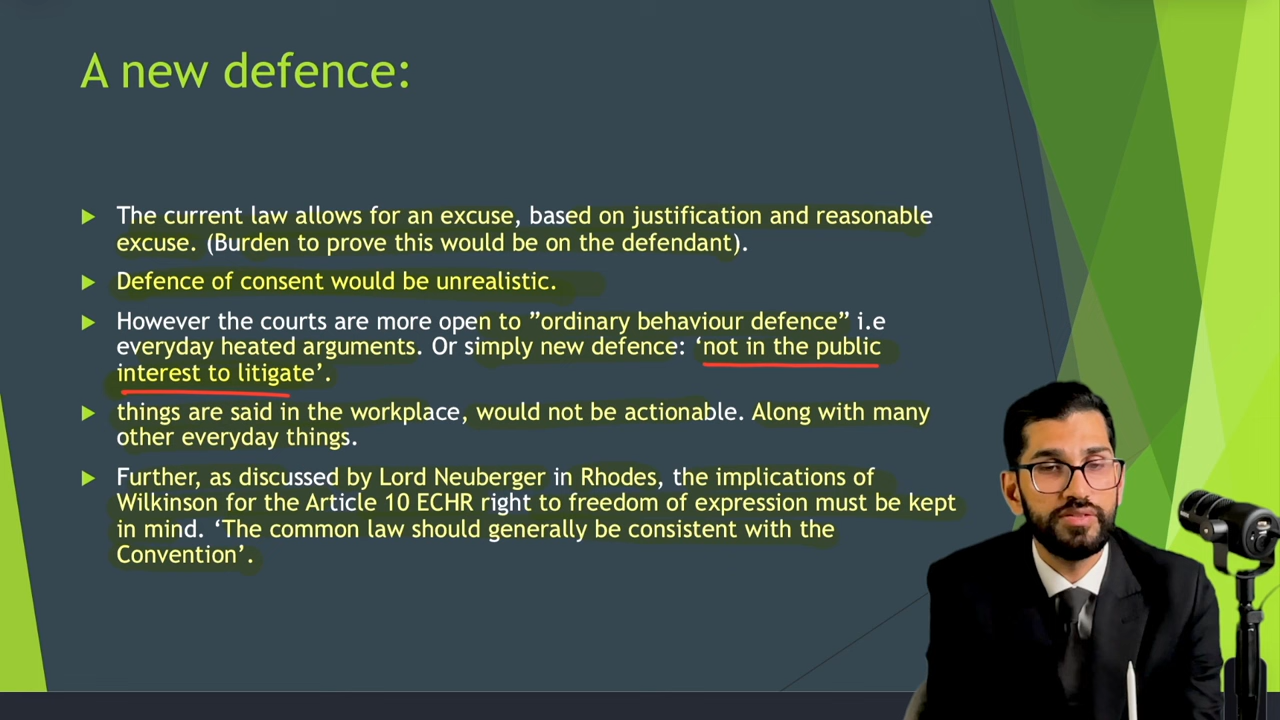 A new defence:
The current law allows for an excuse, based on justification and reasonable
excuse. (Burden to prove this would be on the defendant).
Defence of consent would be unrealistic.
However the courts are more open to ”ordinary behaviour defence” i.e
everyday heated arguments. Or simply new defence: ‘not in the public
interest to litigate’.
things are said in the workplace, would not be actionable. Along with many
other everyday things.
Further, as discussed by Lord Neuberger in Rhodes, the implications of
Wilkinson for the Article 10 ECHR right to freedom of expression must be kept
in mind. ‘The common law should generally be consistent with the
Convention’.